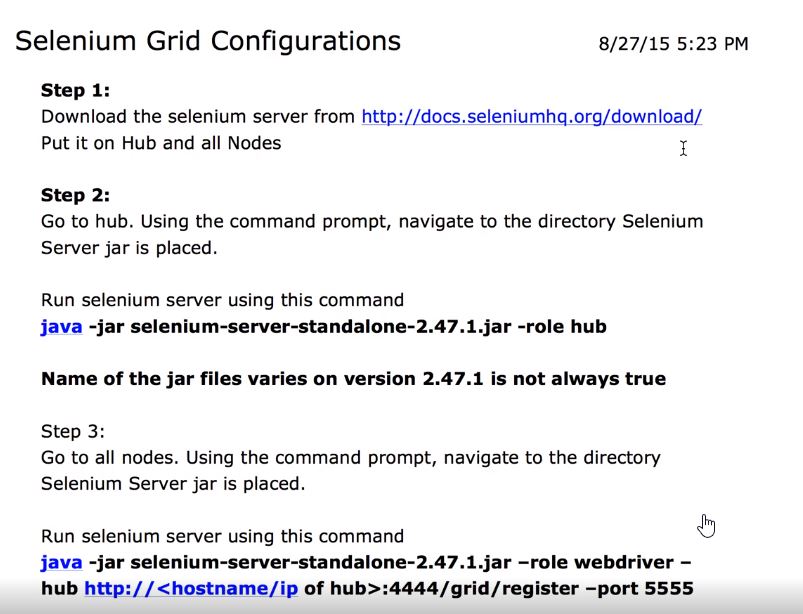 Selenium Grid Configurations 8/27/15 5:23 PM
Step 1:
Download the selenium server from http://docs.seleniumhq.org/download/
Put it on Hub and all Nodes
Step 2:
Go to hub. Using the command prompt, navigate to the directory Selenium
Server jar is placed.
Run selenium server using this command
java -jar selenium-server-standalone-2.47.1.jar -role hub
Name of the jar files varies on version 2.47.1 is not always true
Step 3:
Go to all nodes. Using the command prompt, navigate to the directory
Selenium Server jar is placed.
Run selenium server using this command
java -jar selenium-server-standalone-2.47.1.jar –role webdriver –
hub http://<hostname/ip of hub>:4444/grid/register –port 5555